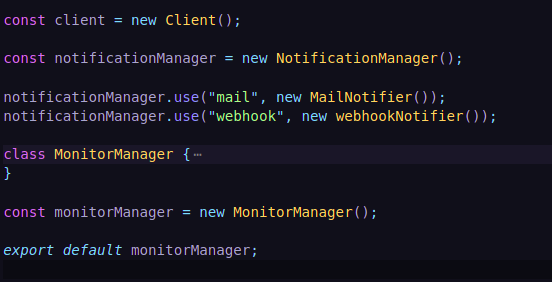 const client = new Client();
const notificationManager = new NotificationManager();
notificationManager.use("mail", new MailNotifier());
notificationManager.use("webhook", new webhookNotifier());
class MonitorManager {⋯
}
const monitorManager = new MonitorManager();
export default monitorManager;